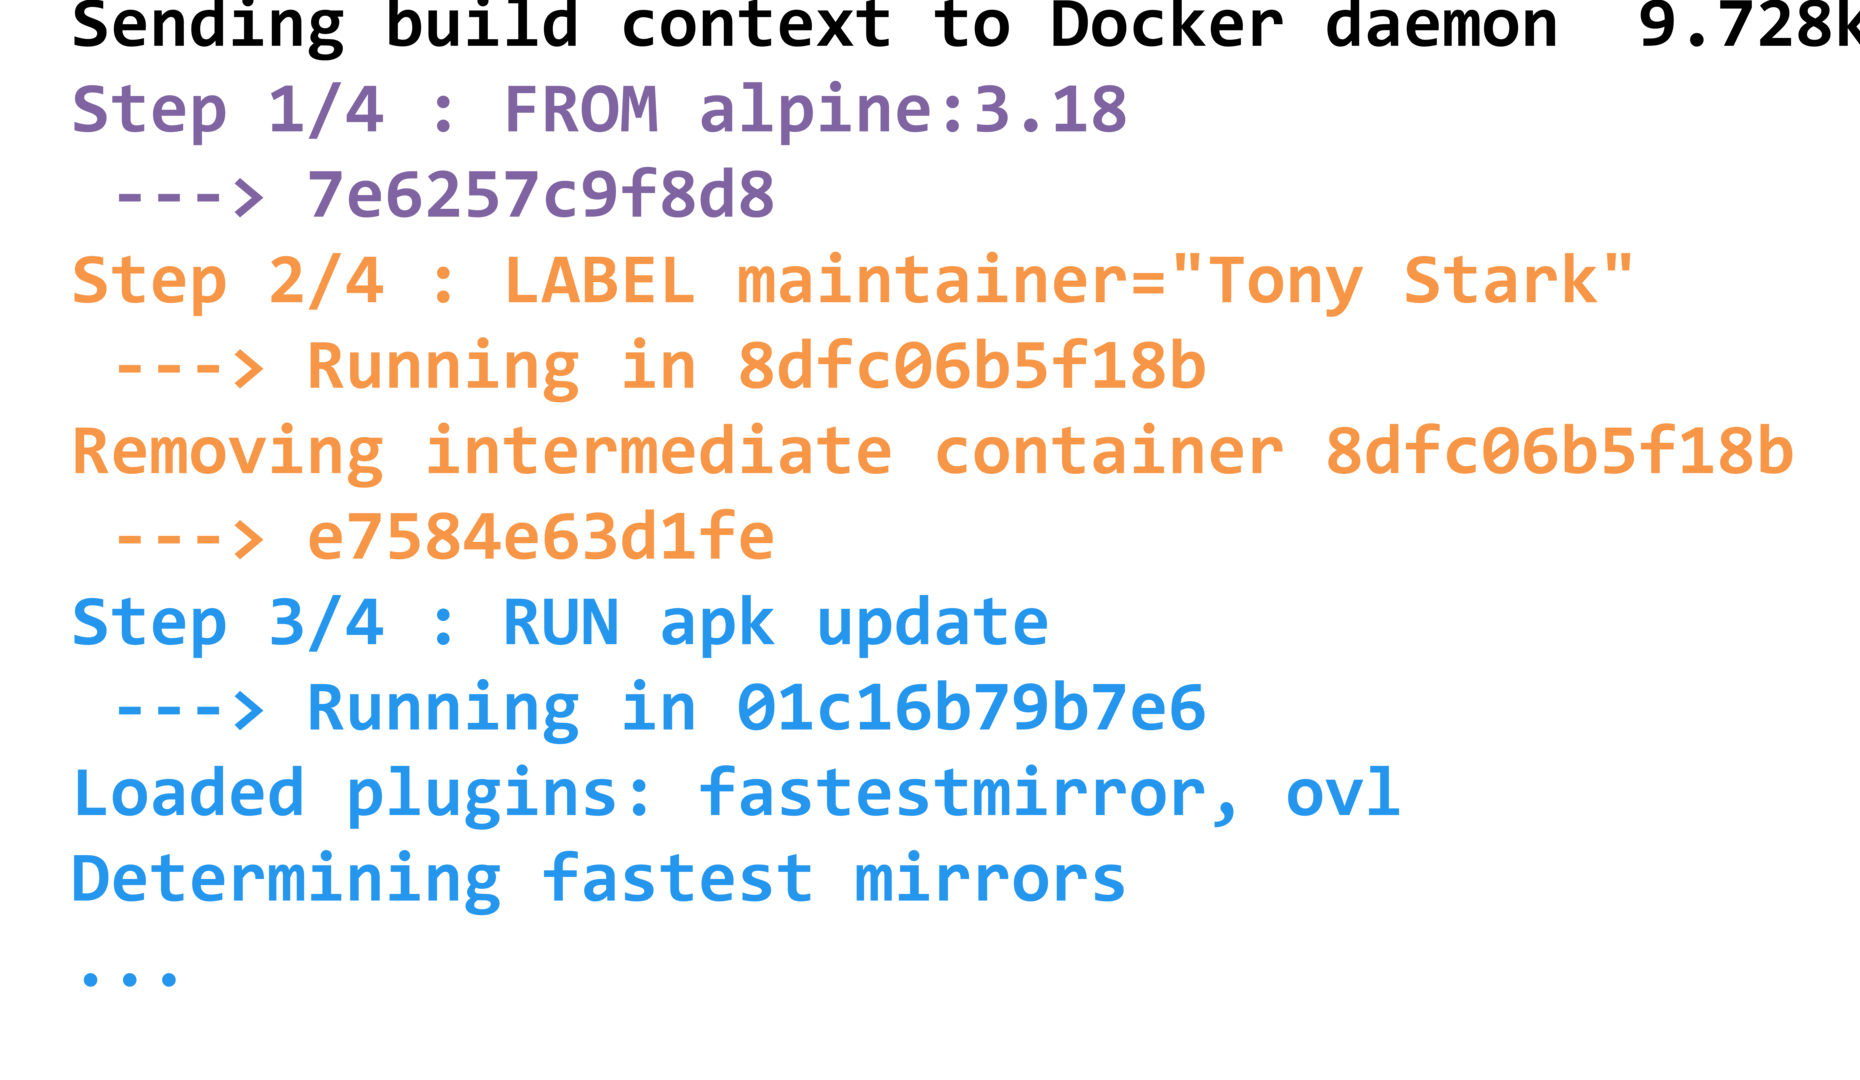 Sending build context to Docker daemon  9.728k
Step 1/4 : FROM alpine:3.18
 ---> 7e6257c9f8d8
Step 2/4 : LABEL maintainer="Tony Stark"
 ---> Running in 8dfc06b5f18b
Removing intermediate container 8dfc06b5f18b
 ---> e7584e63d1fe
Step 3/4 : RUN apk update
 ---> Running in 01c16b79b7e6
Loaded plugins: fastestmirror, ovl
Determining fastest mirrors
...